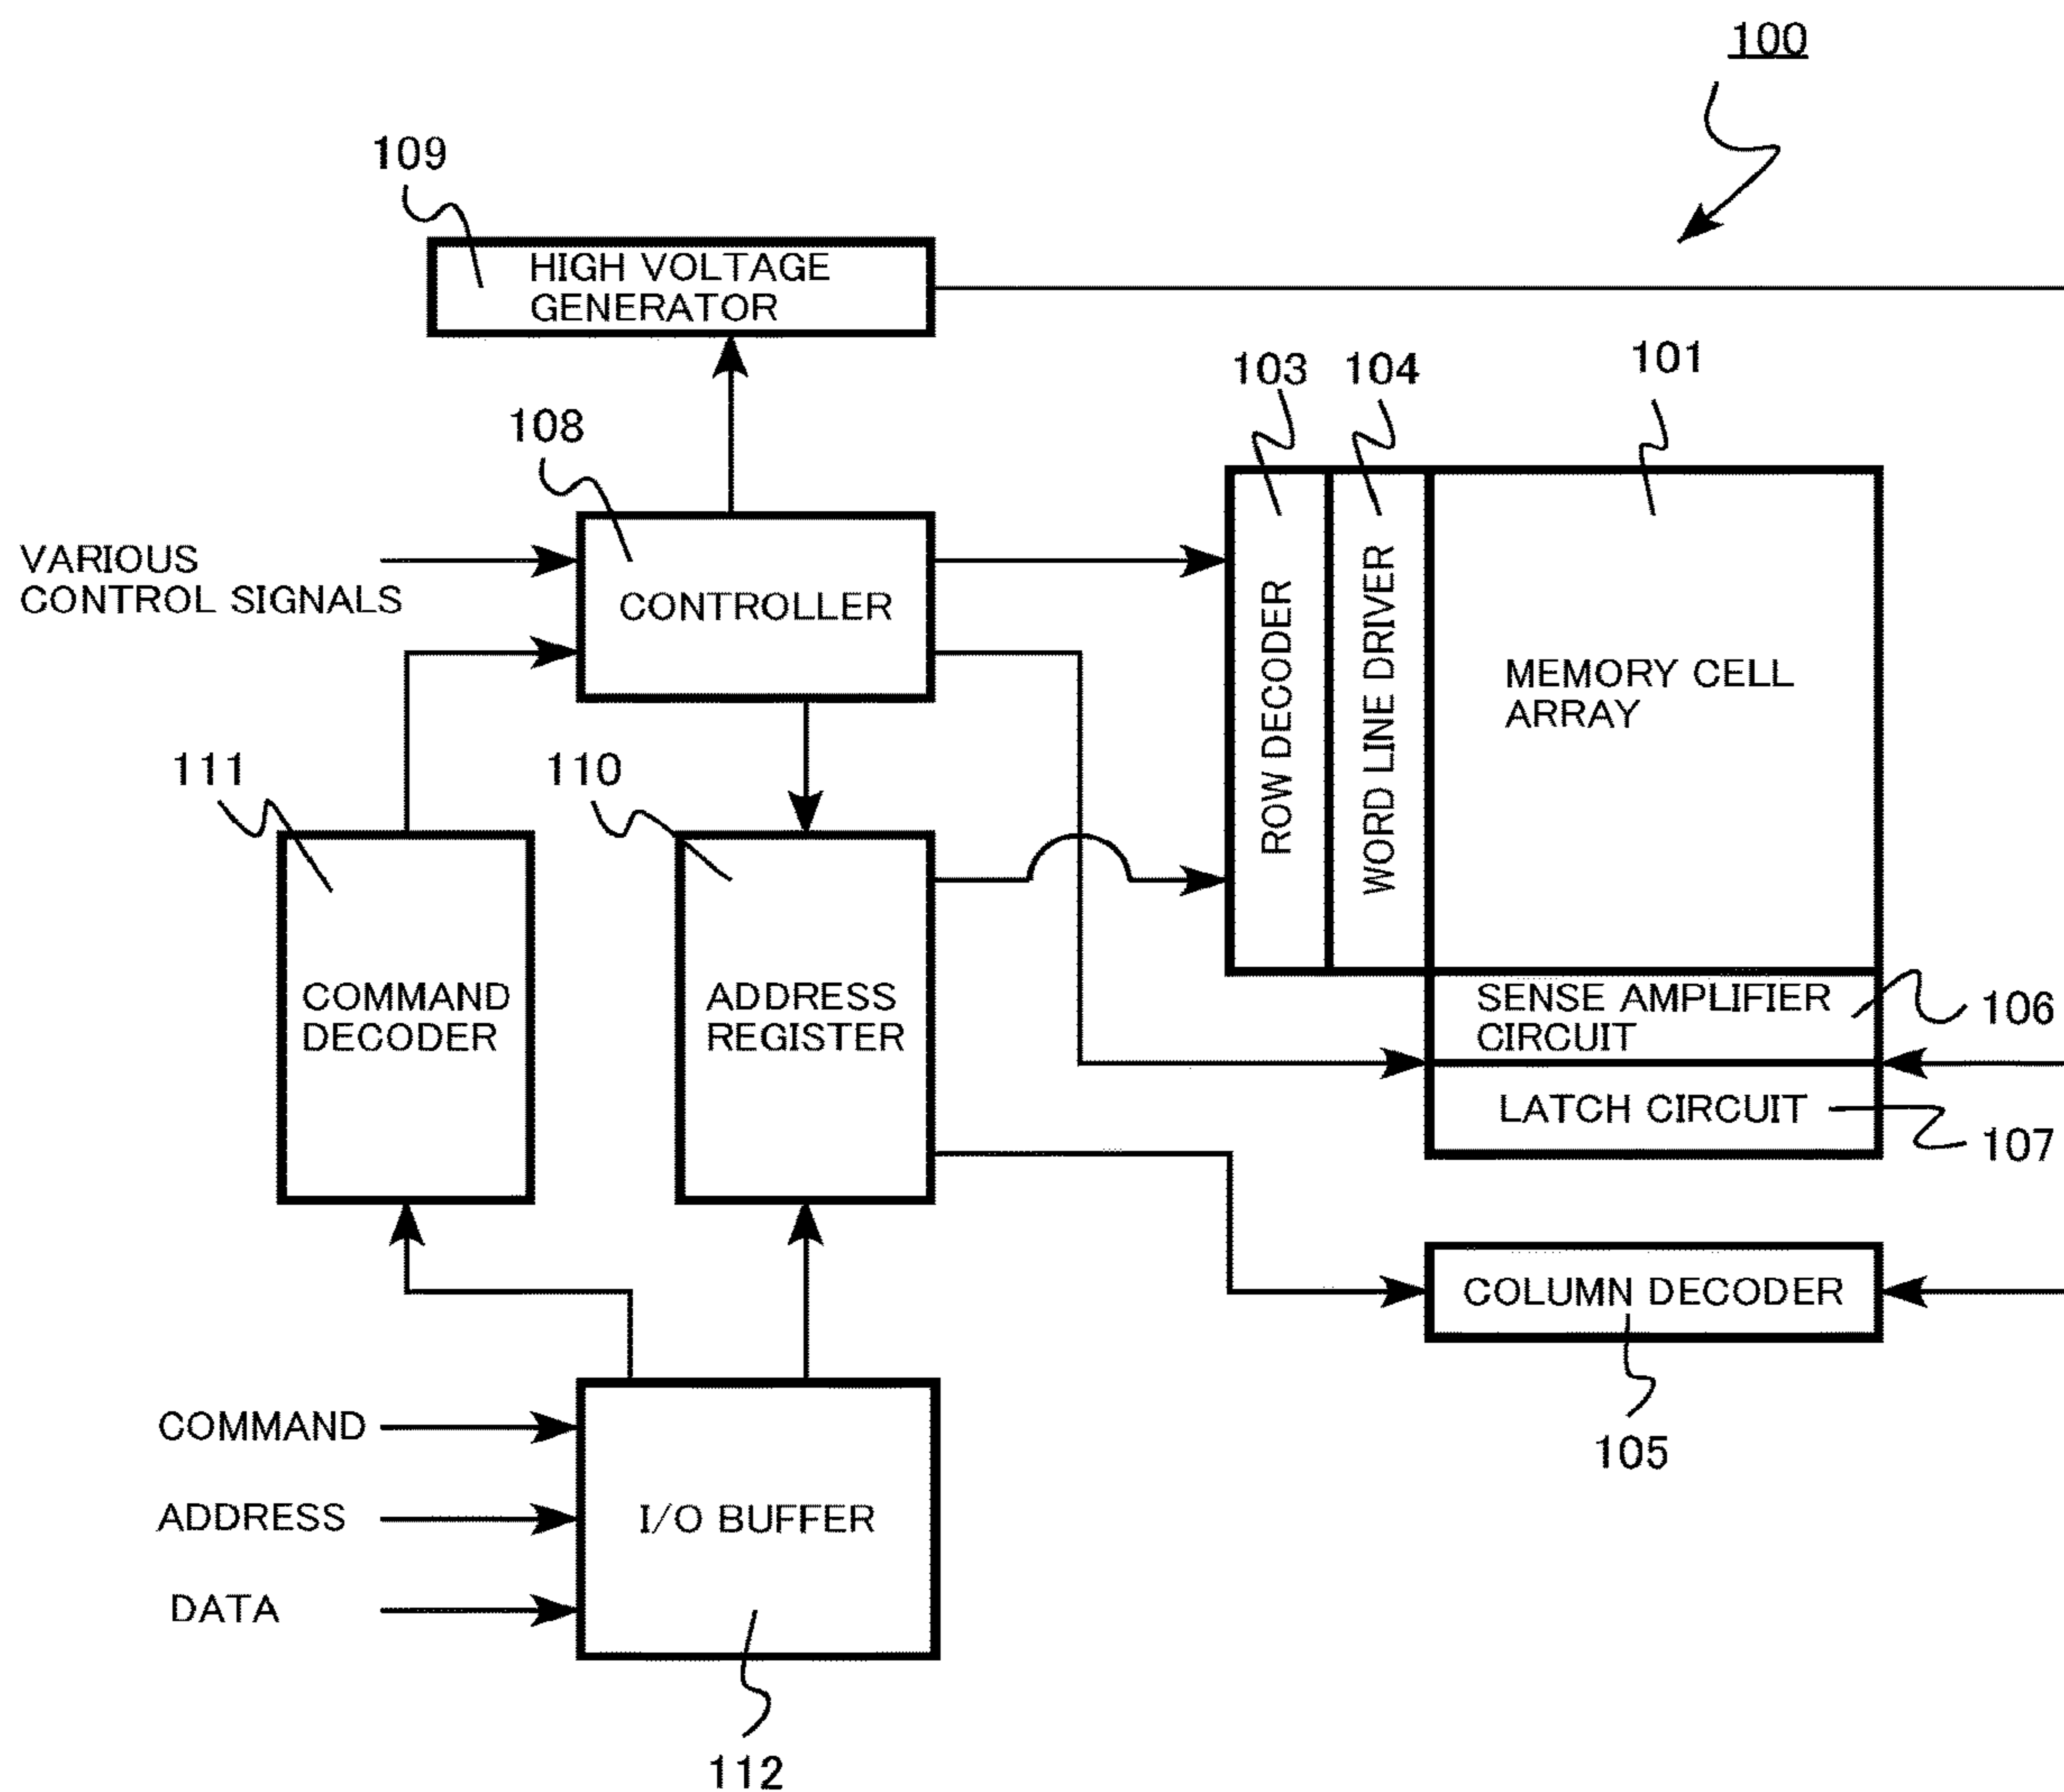 100
109
HIGH VOLTAGE
GENERATOR
103
104
101
108
VARIOUS
CONTROL SIGNALS
CONTROLLER
ROW DECODER
WORD LINE DRIVER
MEMORY CELL
ARRAY
111
110
COMMAND
DECODER
ADDRESS
REGISTER
SENSE AMPLIFIER
CIRCUIT
106
LATCH CIRCUIT
107
COLUMN DECODER
105
COMMAND
ADDRESS
DATA
I/O BUFFER
112